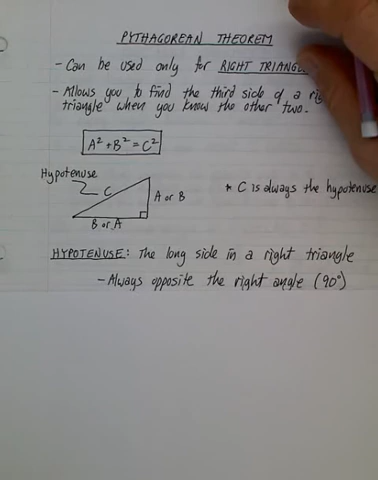 PYTHAGOREAN THEOREM
- Can be used only for RIGHT
- Allows you to find the third side of a
triangle when you know the other two.
A² + B² = C²
Hypotenuse
C
A or B
* C is always the hypotenuse
B or A
HYPOTENUSE: The long side in a right triangle
- Always opposite the right angle (90°)